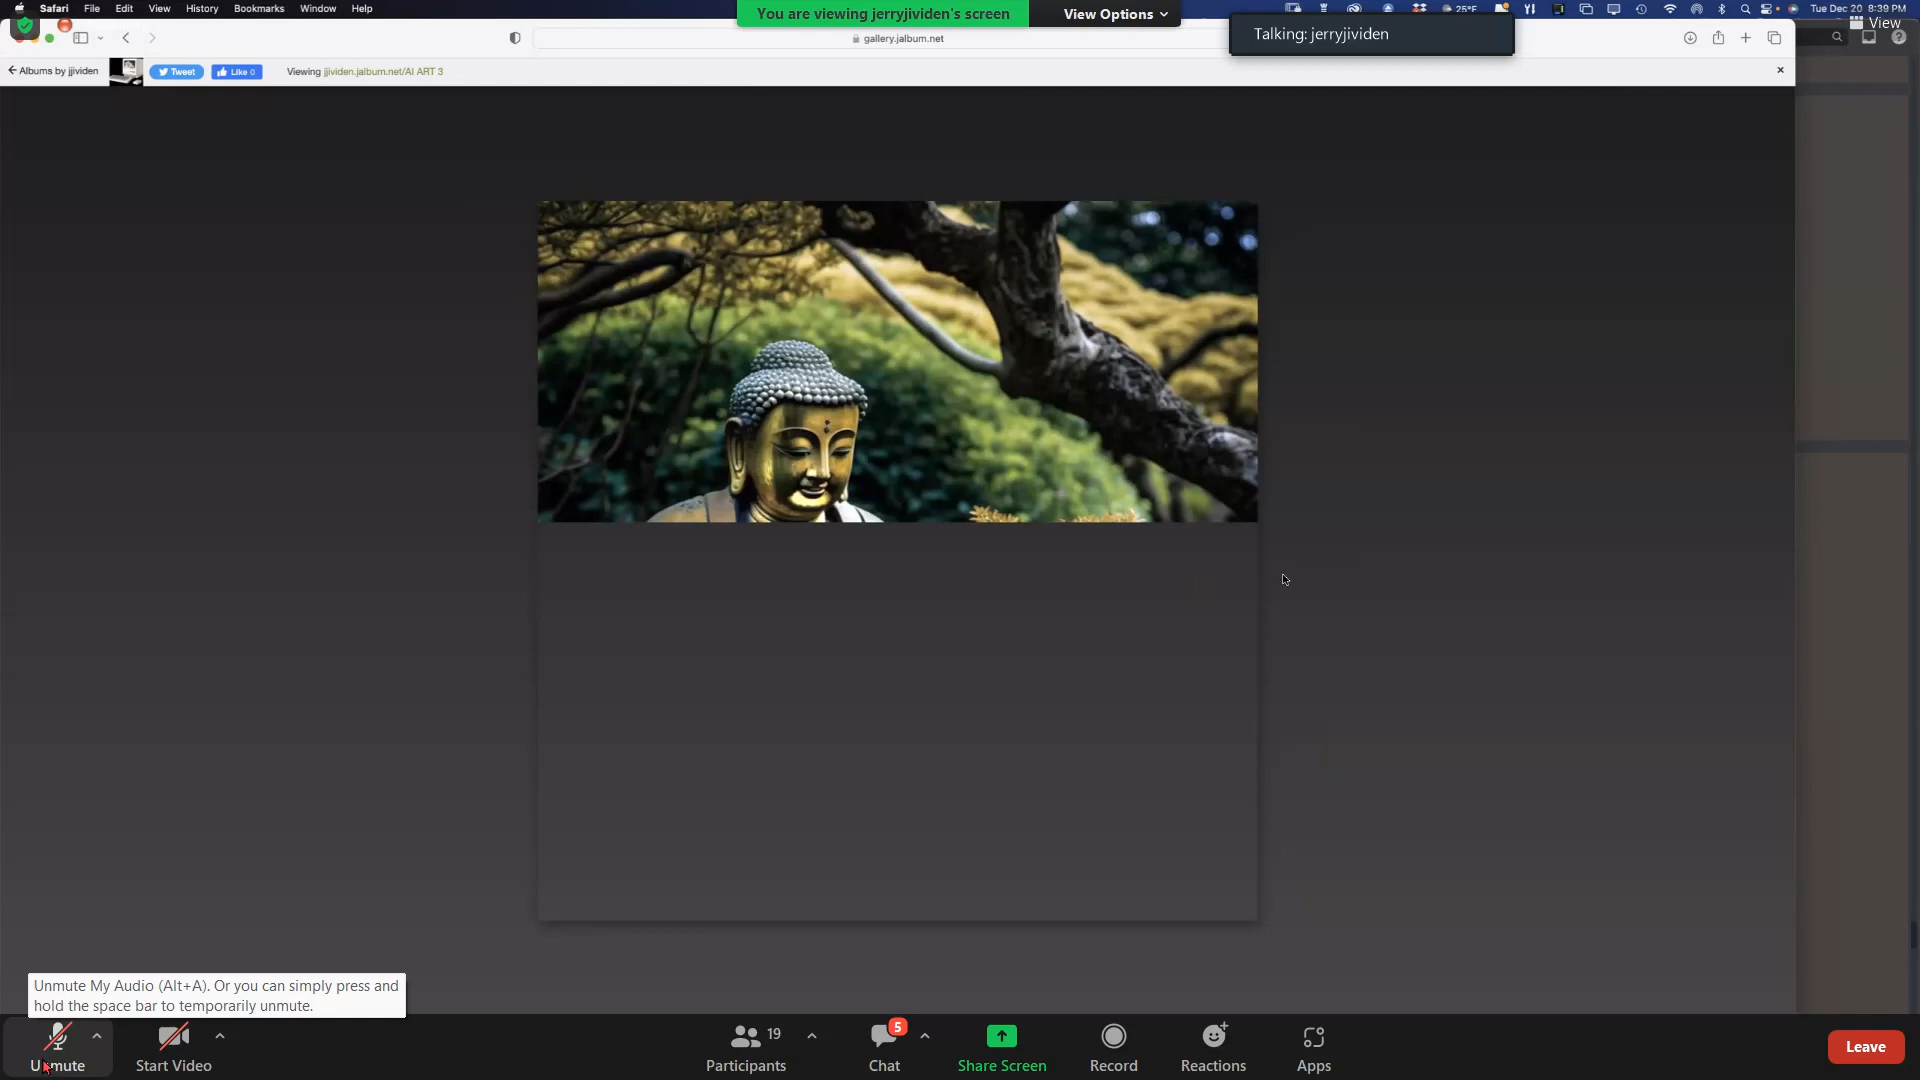 Safari File Edit View History Bookmarks Window Help
You are viewing jerryjividen's screen
View Options
25°F
Tue Dec 20 8:39 PM
View
Talking: jerryjividen
gallery.jalbum.net
Albums by jjividen
Tweet
Like 0
Viewing jjividen.jalbum.net/AI ART 3
Unmute My Audio (Alt+A). Or you can simply press and
hold the space bar to temporarily unmute.
19
5
Unmute
Start Video
Participants
Chat
Share Screen
Record
Reactions
Apps
Leave